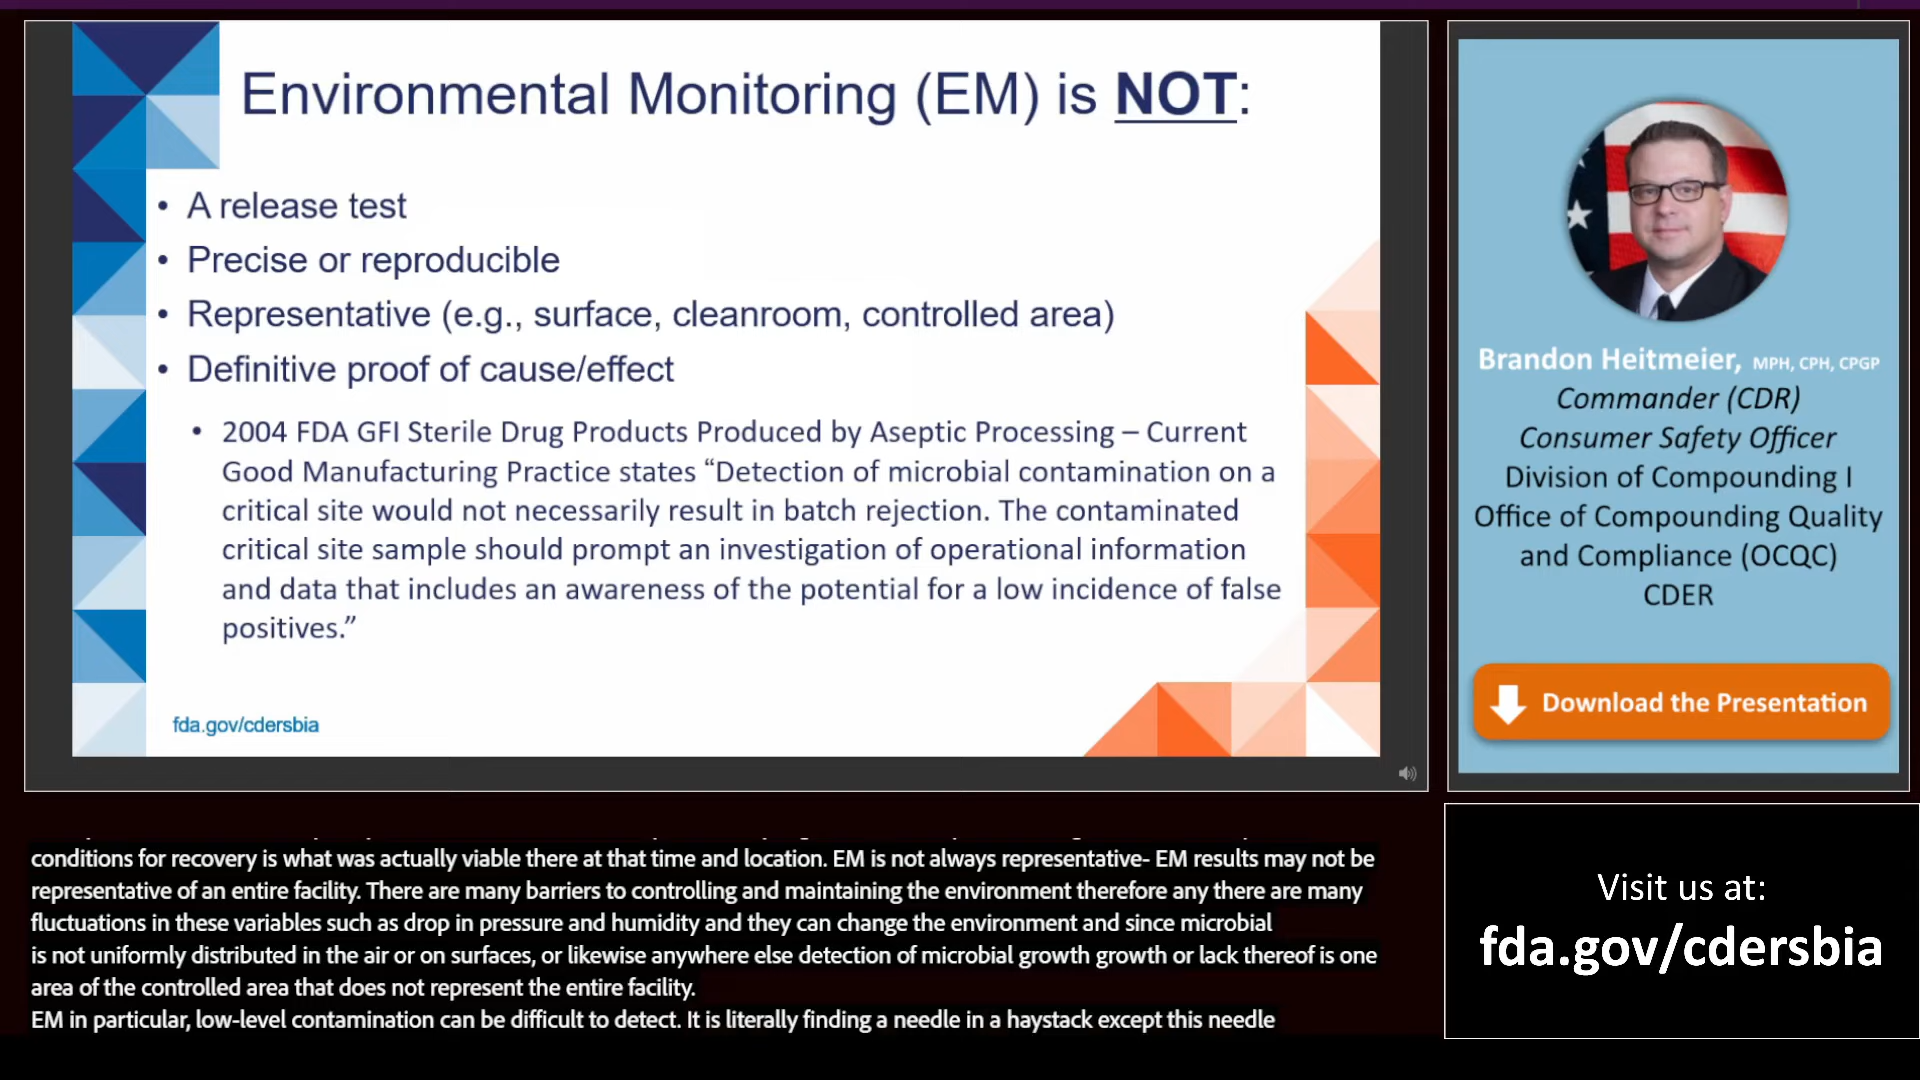 Environmental Monitoring (EM) is NOT:
• A release test
• Precise or reproducible
• Representative (e.g., surface, cleanroom, controlled area)
• Definitive proof of cause/effect
• 2004 FDA GFI Sterile Drug Products Produced by Aseptic Processing – Current
Good Manufacturing Practice states “Detection of microbial contamination on a
critical site would not necessarily result in batch rejection. The contaminated
critical site sample should prompt an investigation of operational information
and data that includes an awareness of the potential for a low incidence of false
positives.”
fda.gov/cdersbia
Brandon Heitmeier, MPH, CPH, CPGP
Commander (CDR)
Consumer Safety Officer
Division of Compounding I
Office of Compounding Quality
and Compliance (OCQC)
CDER
Download the Presentation
conditions for recovery is what was actually viable there at that time and location. EM is not always representative- EM results may not be
representative of an entire facility. There are many barriers to controlling and maintaining the environment therefore any there are many
fluctuations in these variables such as drop in pressure and humidity and they can change the environment and since microbial
is not uniformly distributed in the air or on surfaces, or likewise anywhere else detection of microbial growth growth or lack thereof is one
area of the controlled area that does not represent the entire facility.
EM in particular, low-level contamination can be difficult to detect. It is literally finding a needle in a haystack except this needle
Visit us at:
fda.gov/cdersbia